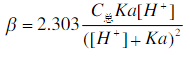 β = 2.303 C总Ka[H⁺] / ([H⁺] + Ka)²